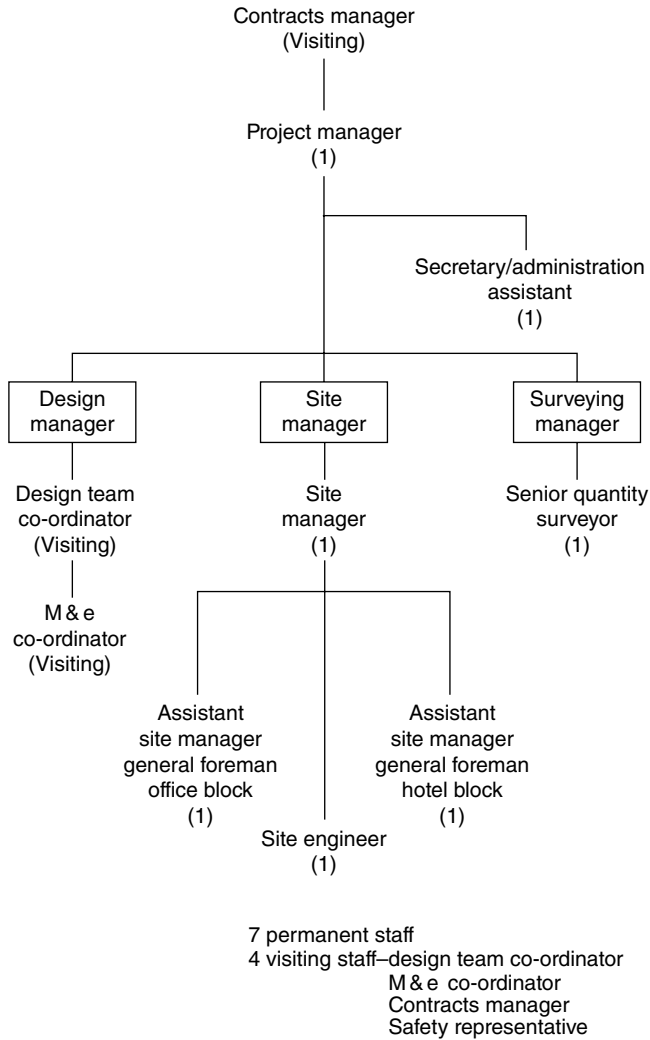 Contracts manager
(Visiting)
Project manager
(1)
Secretary/administration
assistant
(1)
Design
manager
Site
manager
Surveying
manager
Design team
co-ordinator
(Visiting)
Site
manager
(1)
Senior quantity
surveyor
(1)
M & e
co-ordinator
(Visiting)
Assistant
site manager
general foreman
office block
(1)
Assistant
site manager
general foreman
hotel block
(1)
Site engineer
(1)
7 permanent staff
4 visiting staff–design team co-ordinator
M & e co-ordinator
Contracts manager
Safety representative